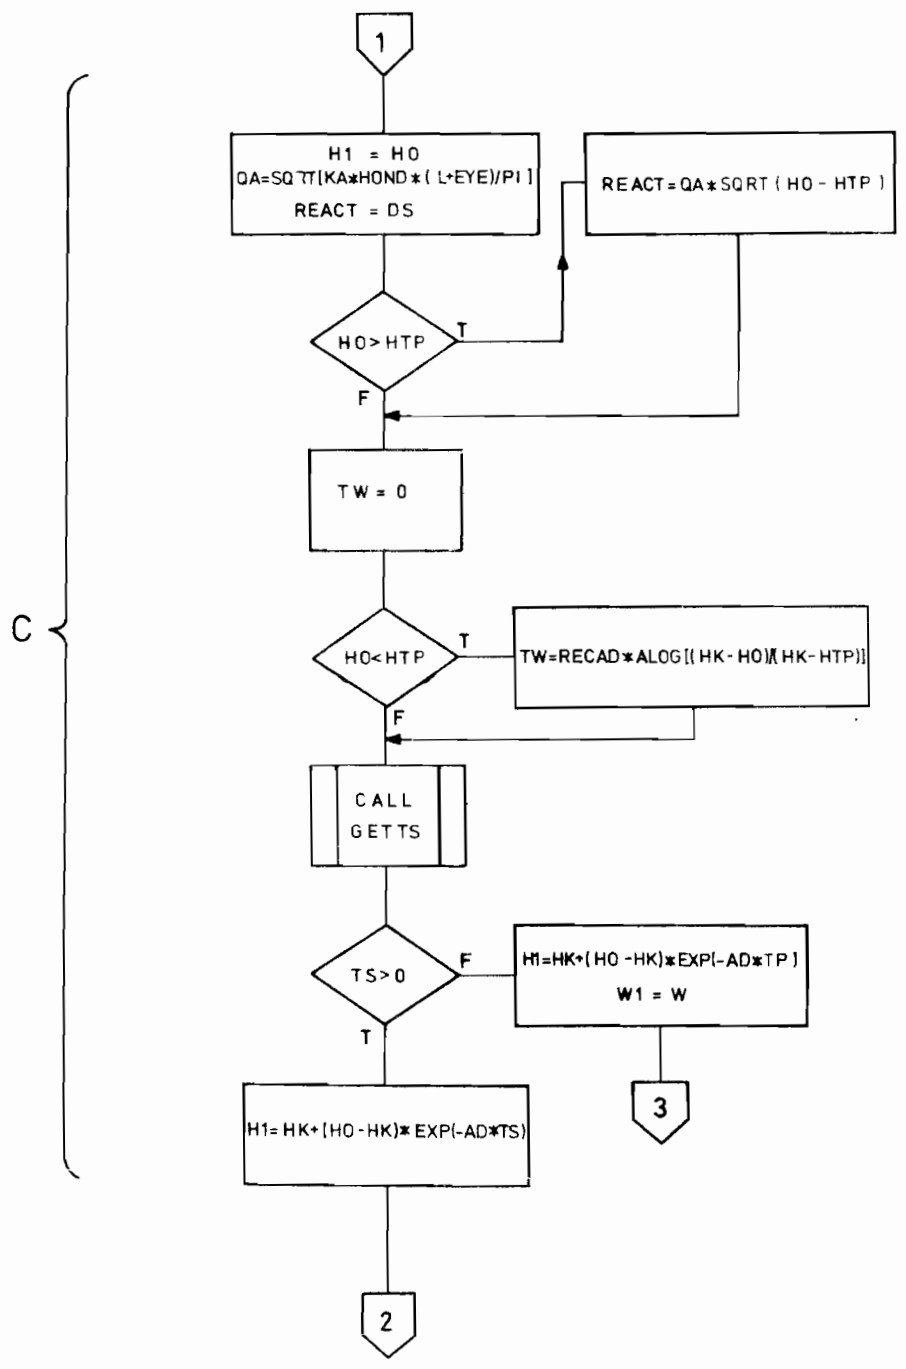 1
H1 = H0
QA=SQRT[KA*HOND*(L+EYE)/PI]
REACT = DS
REACT=QA*SQRT(H0-HTP)
H0>HTP
T
F
TW = 0
C
H0<HTP
T
TW=RECAD*ALOG[(HK-H0)/(HK-HTP)]
F
CALL
GETTS
TS>0
F
H1=HK+(H0-HK)*EXP(-AD*TP)
W1 = W
T
3
H1=HK+(H0-HK)*EXP(-AD*TS)
2